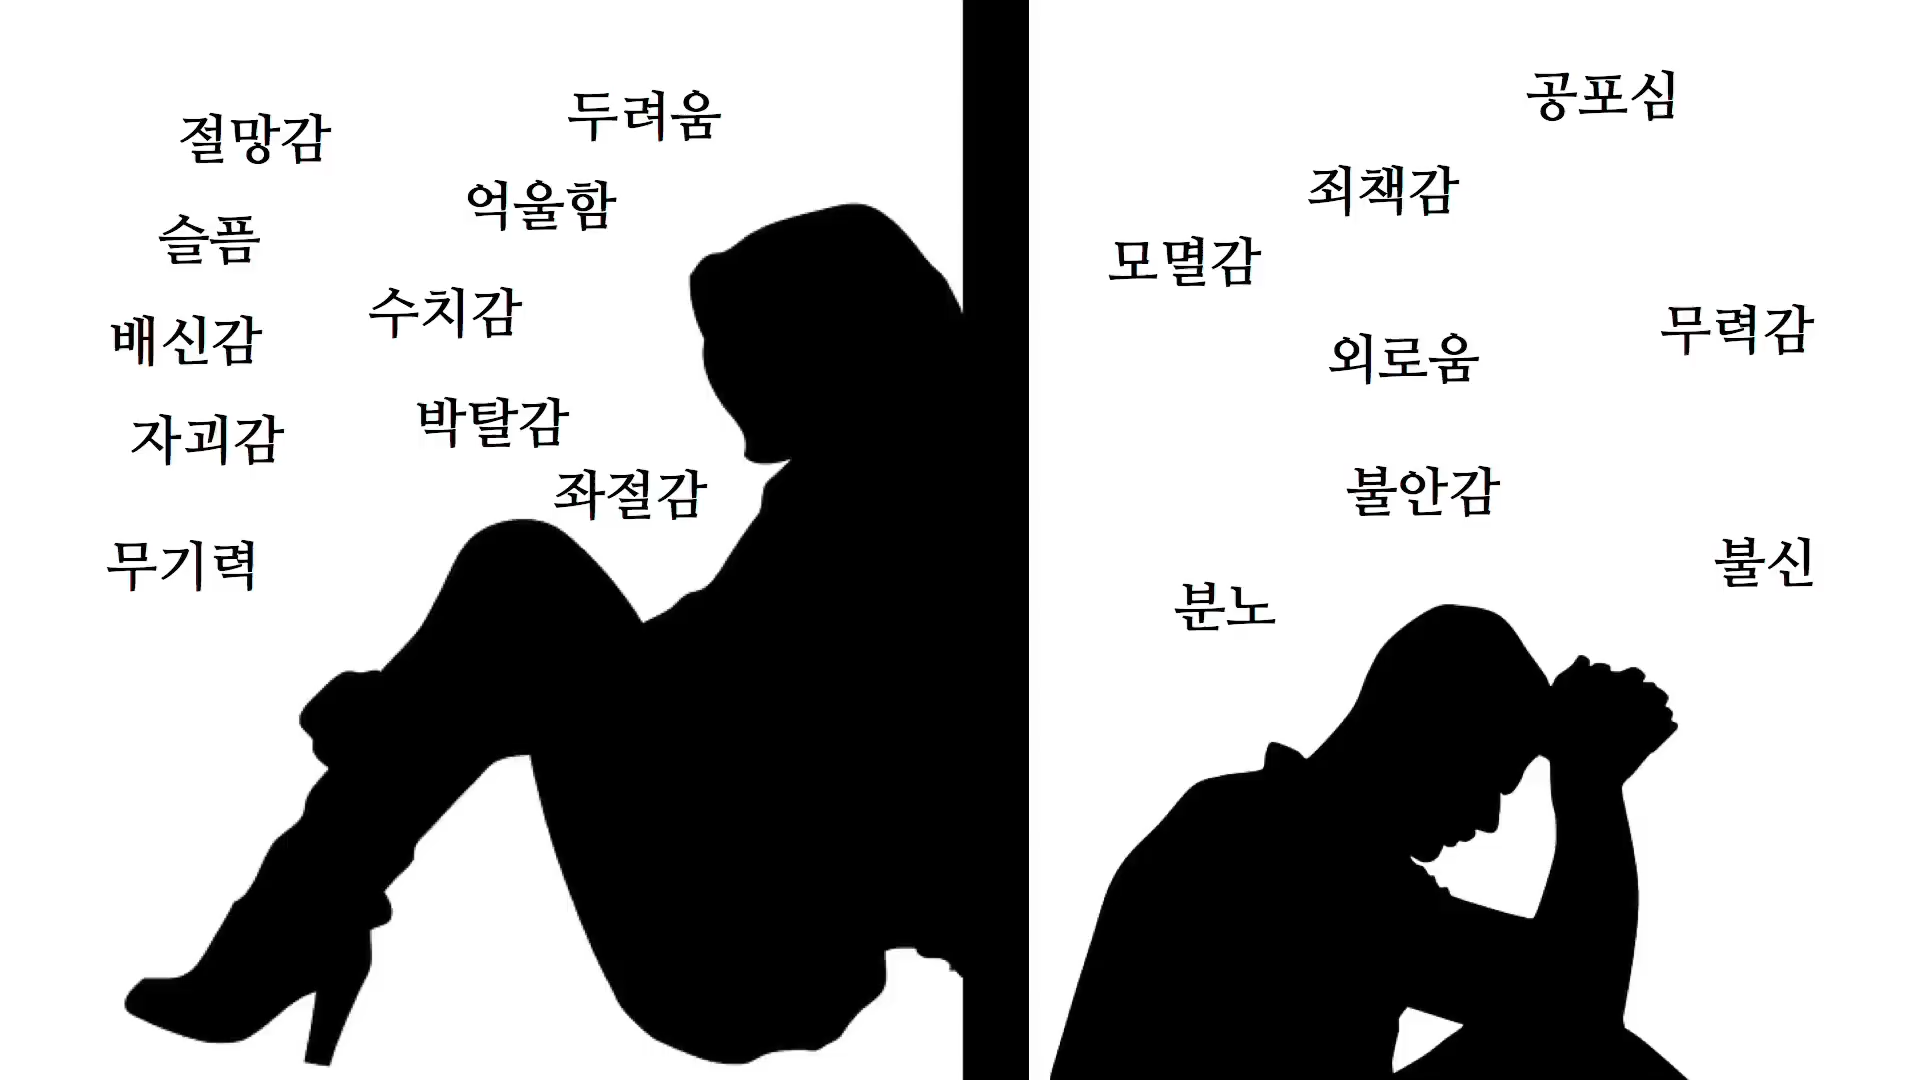 절망감
두려움
억울함
슬픔
수치감
배신감
박탈감
자괴감
좌절감
무기력
공포심
죄책감
모멸감
무력감
외로움
불안감
불신
분노